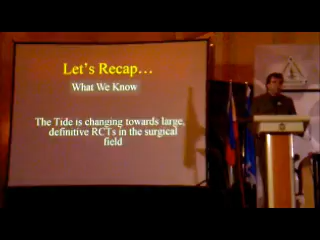 Let's Recap…
What We Know
The Tide is changing towards large,
definitive RCTs in the surgical
field